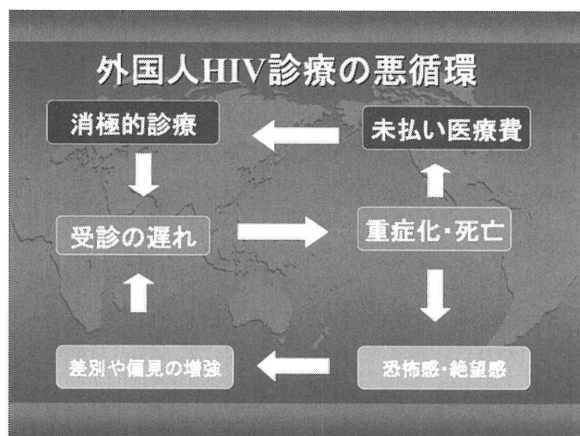 外国人HIV診療の悪循環
消極的診療
未払い医療費
受診の遅れ
重症化・死亡
差別や偏見の増強
恐怖感・絶望感